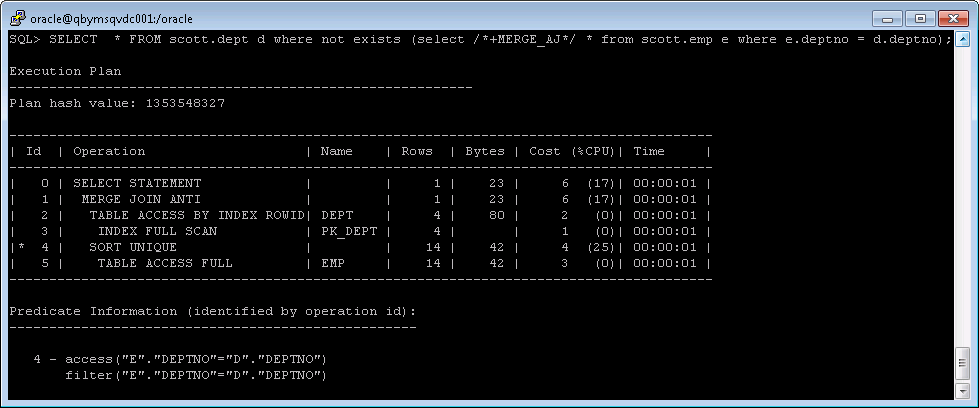 oracle@qbymsqvdc001:/oracle
SQL> SELECT  * FROM scott.dept d where not exists (select /*+MERGE_AJ*/ * from scott.emp e where e.deptno = d.deptno);
Execution Plan
----------------------------------------------------------
Plan hash value: 1353548327
----------------------------------------------------------------------------------------
| Id  | Operation                    | Name    | Rows  | Bytes | Cost (%CPU)| Time     |
----------------------------------------------------------------------------------------
|   0 | SELECT STATEMENT             |         |     1 |    23 |     6  (17)| 00:00:01 |
|   1 |  MERGE JOIN ANTI             |         |     1 |    23 |     6  (17)| 00:00:01 |
|   2 |   TABLE ACCESS BY INDEX ROWID| DEPT    |     4 |    80 |     2   (0)| 00:00:01 |
|   3 |    INDEX FULL SCAN           | PK_DEPT |     4 |       |     1   (0)| 00:00:01 |
|*  4 |   SORT UNIQUE                |         |    14 |    42 |     4  (25)| 00:00:01 |
|   5 |    TABLE ACCESS FULL         | EMP     |    14 |    42 |     3   (0)| 00:00:01 |
----------------------------------------------------------------------------------------
Predicate Information (identified by operation id):
---------------------------------------------------
   4 - access("E"."DEPTNO"="D"."DEPTNO")
       filter("E"."DEPTNO"="D"."DEPTNO")